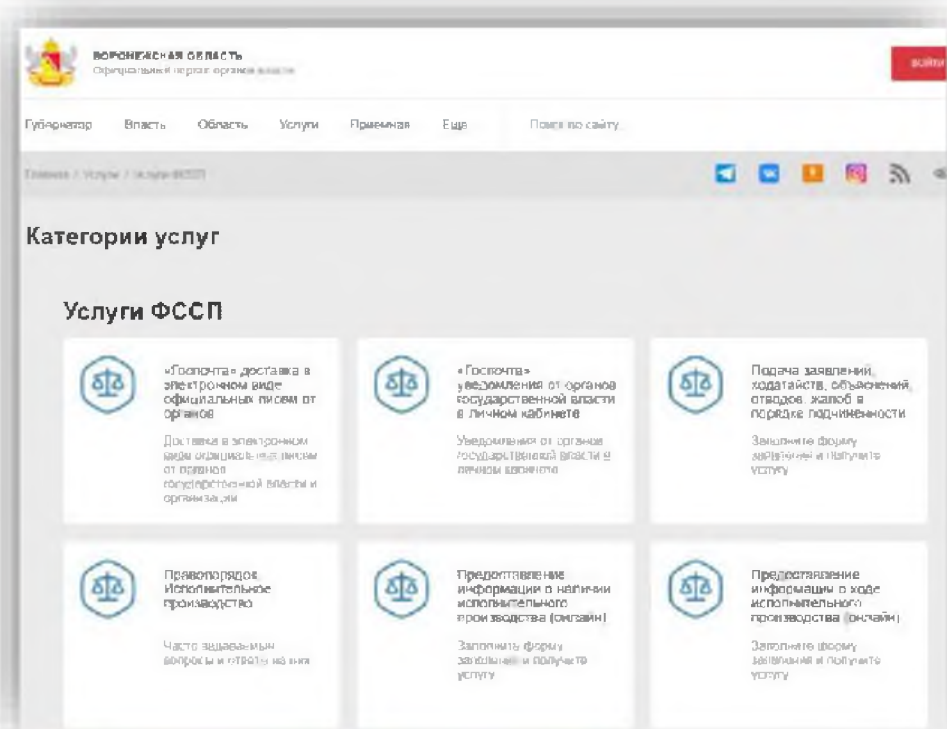 ВОРОНЕЖСКАЯ ОБЛАСТЬ
Официальный портал органов власти
ВОЙТИ
Губернатор Власть Область Услуги Приемная Еще Поиск по сайту
Главная / Услуги / Услуги ФССП
Категории услуг
Услуги ФССП
«Госпочта» доставка в
электронном виде
официальных писем от
органов
Доставка в электронном
виде официальных писем
от органов
государственной власти и
организации
«Госпочта»
уведомления от органов
государственной власти
в личном кабинете
Уведомления от органов
государственной власти в
личном кабинете
Подача заявлений,
ходатайств, объяснений,
отводов, жалоб в
порядке подчиненности
Заполните форму
заявления и получите
услугу
Правопорядок.
Исполнительное
производство
Часто задаваемые
вопросы и ответы на них
Предоставление
информации о наличии
исполнительного
производства (онлайн)
Заполните форму
заявления и получите
услугу
Предоставление
информации о ходе
исполнительного
производства (онлайн)
Заполните форму
заявления и получите
услугу